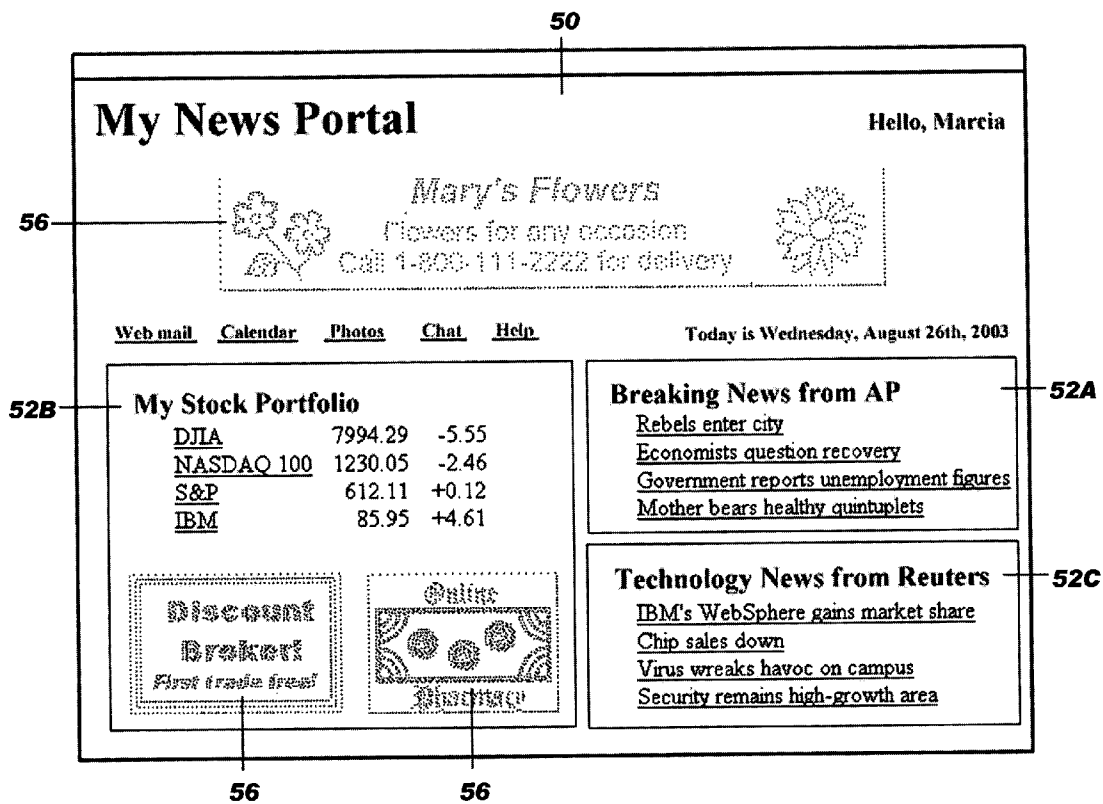 50
My News Portal
Hello, Marcia
56
Mary's Flowers
Flowers for any occasion
Call 1-800-111-2222 for delivery
Web mail Calendar Photos Chat Help
Today is Wednesday, August 26th, 2003
52B
My Stock Portfolio
DJIA 7994.29 -5.55
NASDAQ 100 1230.05 -2.46
S&P 612.11 +0.12
IBM 85.95 +4.61
Breaking News from AP
52A
Rebels enter city
Economists question recovery
Government reports unemployment figures
Mother bears healthy quintuplets
Discount
Broker!
First trade free!
Online
Pharmacy
Technology News from Reuters
52C
IBM's WebSphere gains market share
Chip sales down
Virus wreaks havoc on campus
Security remains high-growth area
56
56